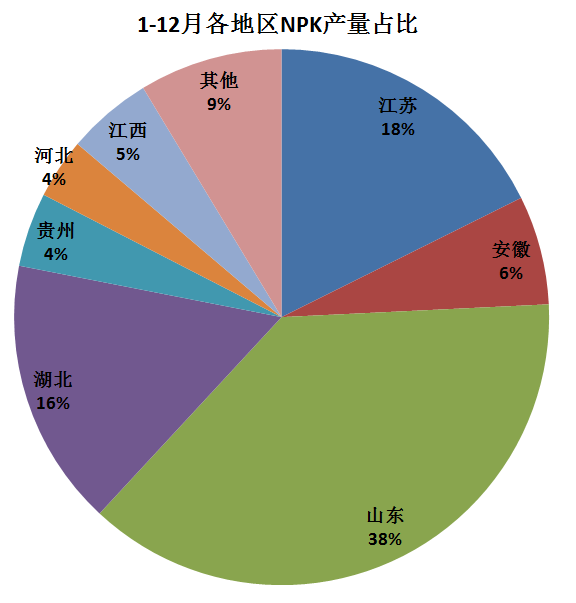 1-12月各地区NPK产量占比
江苏
18%
安徽
6%
山东
38%
湖北
16%
贵州
4%
河北
4%
江西
5%
其他
9%